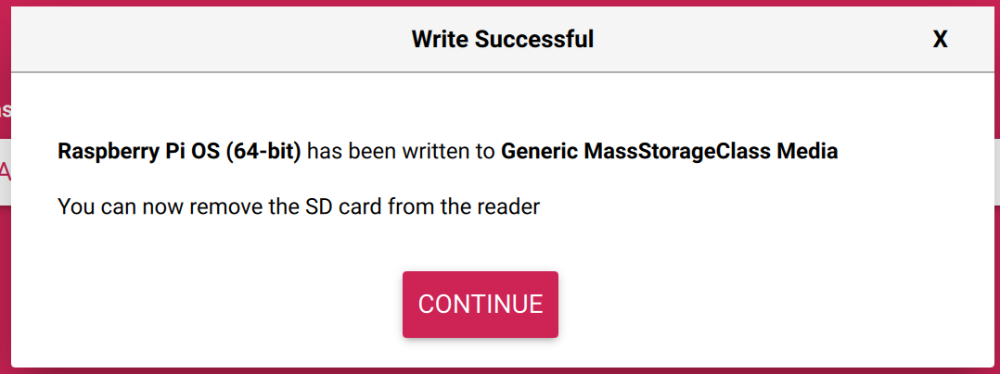 Write Successful
X
Raspberry Pi OS (64-bit) has been written to Generic MassStorageClass Media
You can now remove the SD card from the reader
CONTINUE